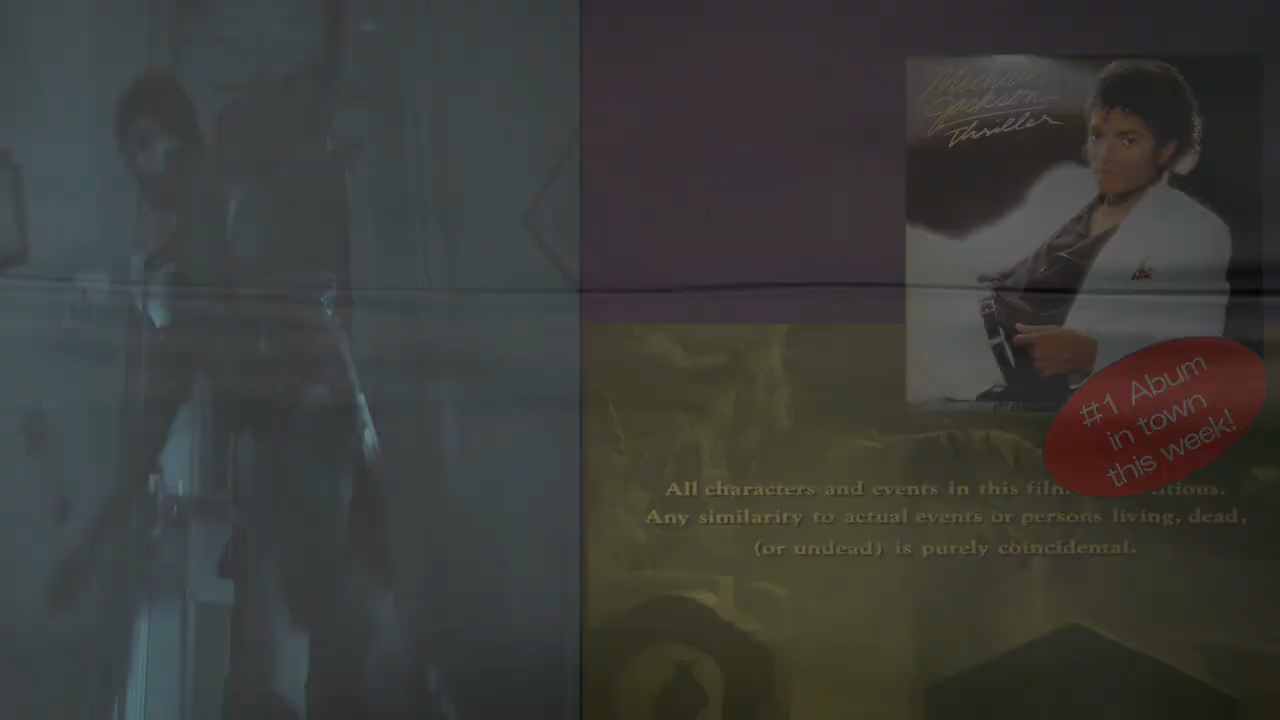 Michael
Jackson
Thriller
#1 Abum
in town
this week!
All characters and events in this film
Any similarity to actual events or persons living, dead,
(or undead) is purely coincidental.